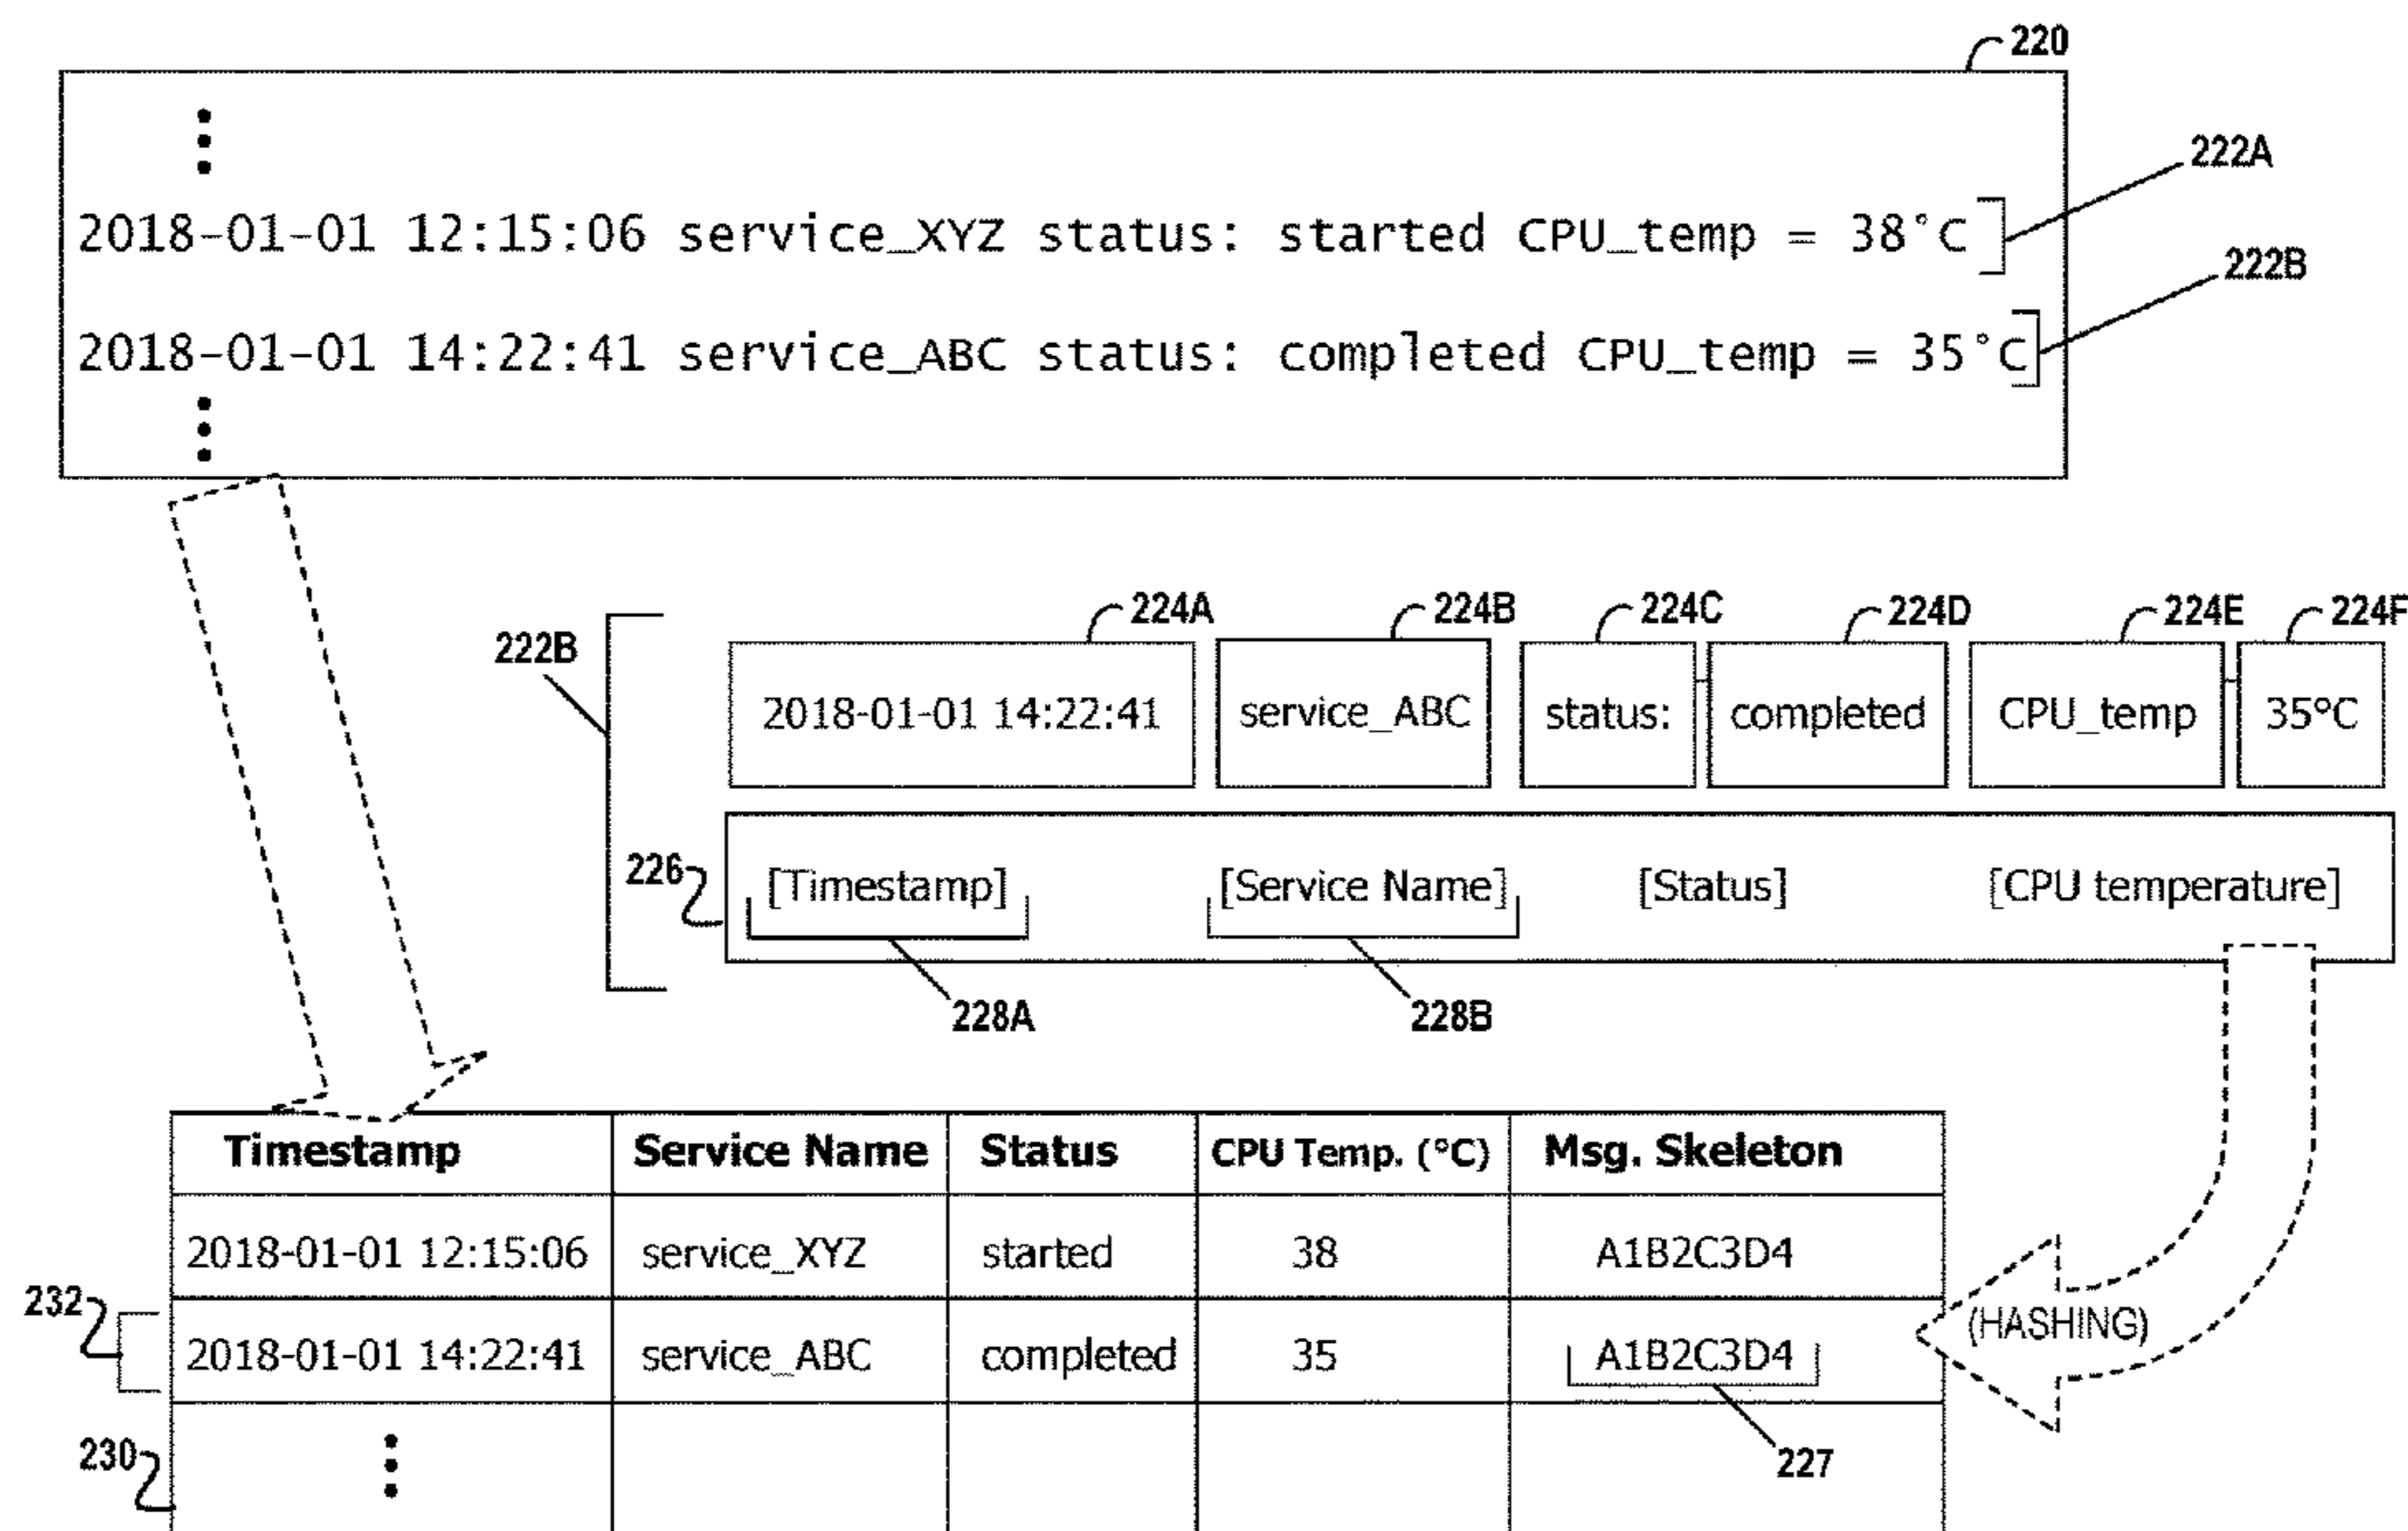 220
222A
2018-01-01 12:15:06 service_XYZ status: started CPU_temp = 38°C
222B
2018-01-01 14:22:41 service_ABC status: completed CPU_temp = 35°C
224A 224B 224C 224D 224E 224F
222B
2018-01-01 14:22:41 service_ABC status: completed CPU_temp 35°C
226 [Timestamp] [Service Name] [Status] [CPU temperature]
228A 228B
Timestamp Service Name Status CPU Temp. (°C) Msg. Skeleton
2018-01-01 12:15:06 service_XYZ started 38 A1B2C3D4
232
2018-01-01 14:22:41 service_ABC completed 35 A1B2C3D4
(HASHING)
230
227